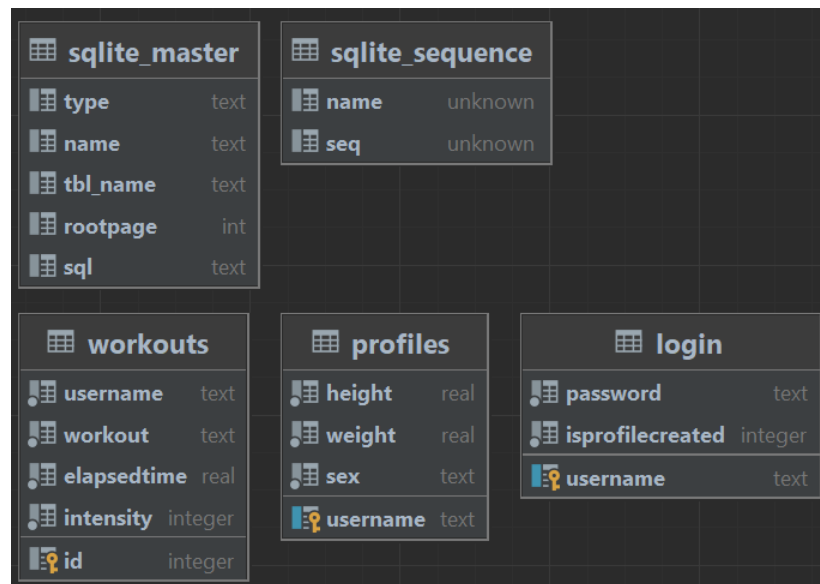 sqlite_master
type text
name text
tbl_name text
rootpage int
sql text
sqlite_sequence
name unknown
seq unknown
workouts
username text
workout text
elapsedtime real
intensity integer
id integer
profiles
height real
weight real
sex text
username text
login
password text
isprofilecreated integer
username text